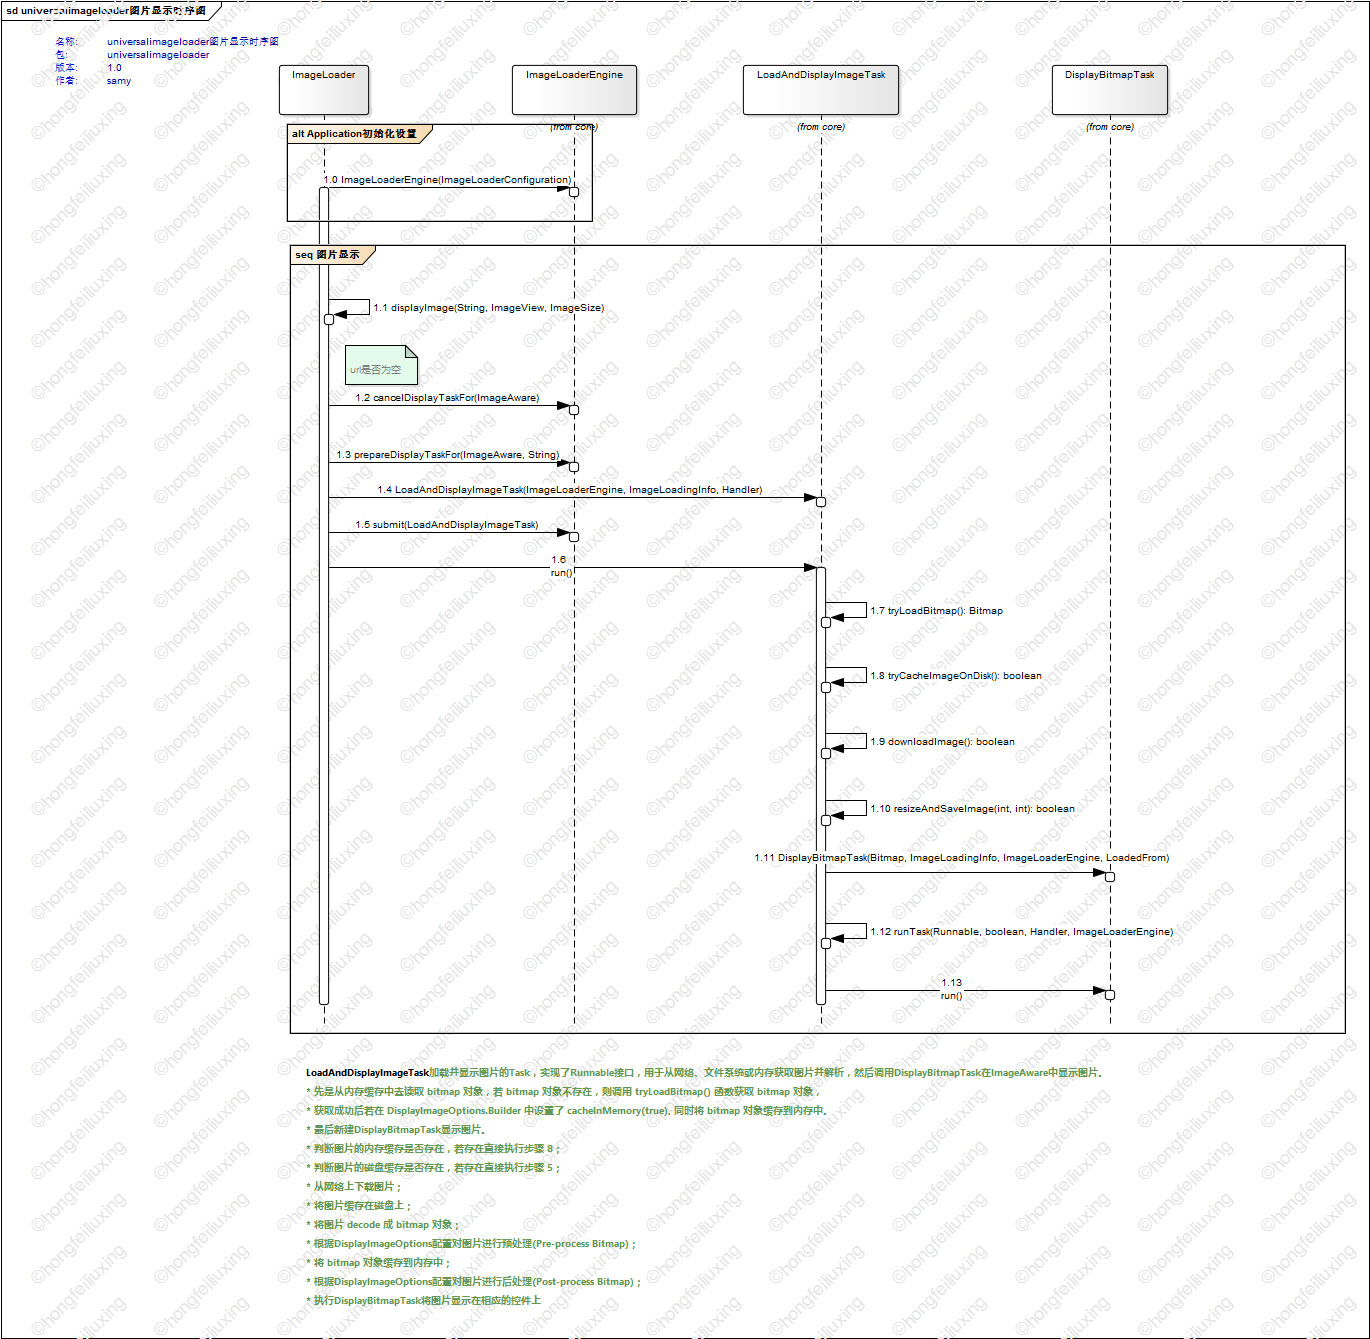 sd universalimageloader图片显示时序图
名称: universalimageloader图片显示时序图
包: universalimageloader
版本: 1.0
作者: samy
ImageLoader
ImageLoaderEngine
LoadAndDisplayImageTask
DisplayBitmapTask
(from core)
(from core)
(from core)
alt Application初始化设置
1.0 ImageLoaderEngine(ImageLoaderConfiguration)
seq 图片显示
1.1 displayImage(String, ImageView, ImageSize)
url是否为空
1.2 cancelDisplayTaskFor(ImageAware)
1.3 prepareDisplayTaskFor(ImageAware, String)
1.4 LoadAndDisplayImageTask(ImageLoaderEngine, ImageLoadingInfo, Handler)
1.5 submit(LoadAndDisplayImageTask)
1.6
run()
1.7 tryLoadBitmap(): Bitmap
1.8 tryCacheImageOnDisk(): boolean
1.9 downloadImage(): boolean
1.10 resizeAndSaveImage(int, int): boolean
1.11 DisplayBitmapTask(Bitmap, ImageLoadingInfo, ImageLoaderEngine, LoadedFrom)
1.12 runTask(Runnable, boolean, Handler, ImageLoaderEngine)
1.13
run()
LoadAndDisplayImageTask加载并显示图片的Task，实现了Runnable接口，用于从网络、文件系统或内存获取图片并解析，然后调用DisplayBitmapTask在ImageAware中显示图片。
* 先是从内存缓存中去读取 bitmap 对象，若 bitmap 对象不存在，则调用 tryLoadBitmap() 函数获取 bitmap 对象，
* 获取成功后若在 DisplayImageOptions.Builder 中设置了 cacheInMemory(true), 同时将 bitmap 对象缓存到内存中。
* 最后新建DisplayBitmapTask显示图片。
* 判断图片的内存缓存是否存在，若存在直接执行步骤 8；
* 判断图片的磁盘缓存是否存在，若存在直接执行步骤 5；
* 从网络上下载图片；
* 将图片缓存在磁盘上；
* 将图片 decode 成 bitmap 对象；
* 根据DisplayImageOptions配置对图片进行预处理(Pre-process Bitmap)；
* 将 bitmap 对象缓存到内存中；
* 根据DisplayImageOptions配置对图片进行后处理(Post-process Bitmap)；
* 执行DisplayBitmapTask将图片显示在相应的控件上
©hongfeiliuxing